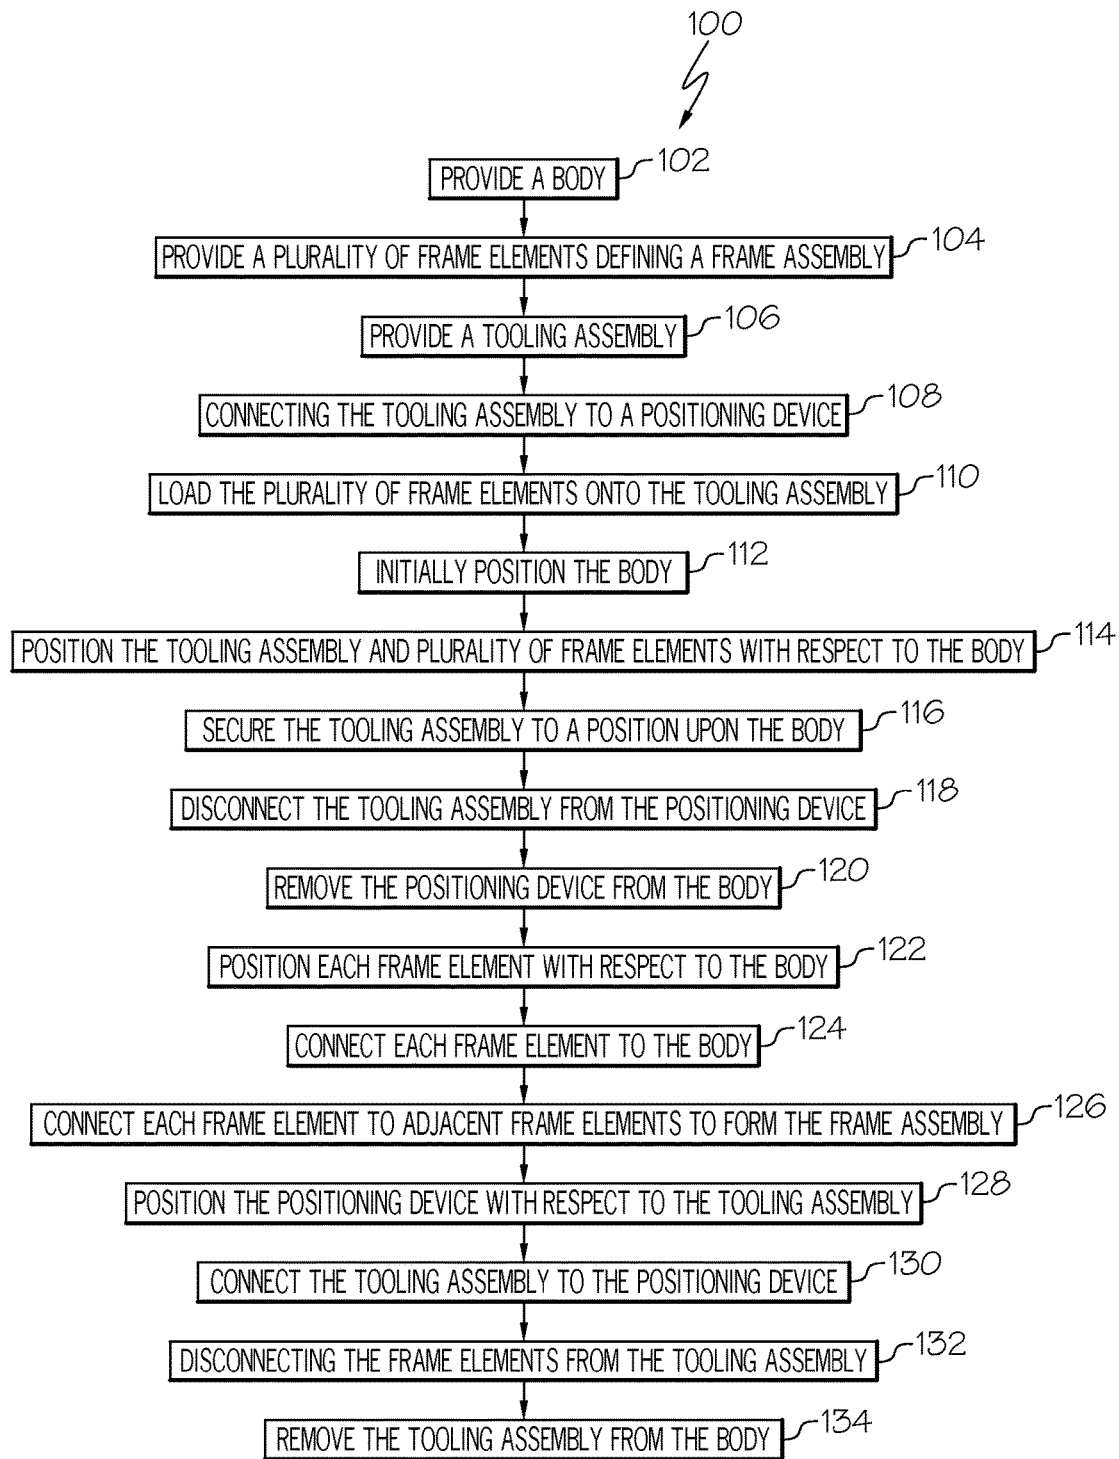 100
PROVIDE A BODY 102
PROVIDE A PLURALITY OF FRAME ELEMENTS DEFINING A FRAME ASSEMBLY 104
PROVIDE A TOOLING ASSEMBLY 106
CONNECTING THE TOOLING ASSEMBLY TO A POSITIONING DEVICE 108
LOAD THE PLURALITY OF FRAME ELEMENTS ONTO THE TOOLING ASSEMBLY 110
INITIALLY POSITION THE BODY 112
POSITION THE TOOLING ASSEMBLY AND PLURALITY OF FRAME ELEMENTS WITH RESPECT TO THE BODY 114
SECURE THE TOOLING ASSEMBLY TO A POSITION UPON THE BODY 116
DISCONNECT THE TOOLING ASSEMBLY FROM THE POSITIONING DEVICE 118
REMOVE THE POSITIONING DEVICE FROM THE BODY 120
POSITION EACH FRAME ELEMENT WITH RESPECT TO THE BODY 122
CONNECT EACH FRAME ELEMENT TO THE BODY 124
CONNECT EACH FRAME ELEMENT TO ADJACENT FRAME ELEMENTS TO FORM THE FRAME ASSEMBLY 126
POSITION THE POSITIONING DEVICE WITH RESPECT TO THE TOOLING ASSEMBLY 128
CONNECT THE TOOLING ASSEMBLY TO THE POSITIONING DEVICE 130
DISCONNECTING THE FRAME ELEMENTS FROM THE TOOLING ASSEMBLY 132
REMOVE THE TOOLING ASSEMBLY FROM THE BODY 134